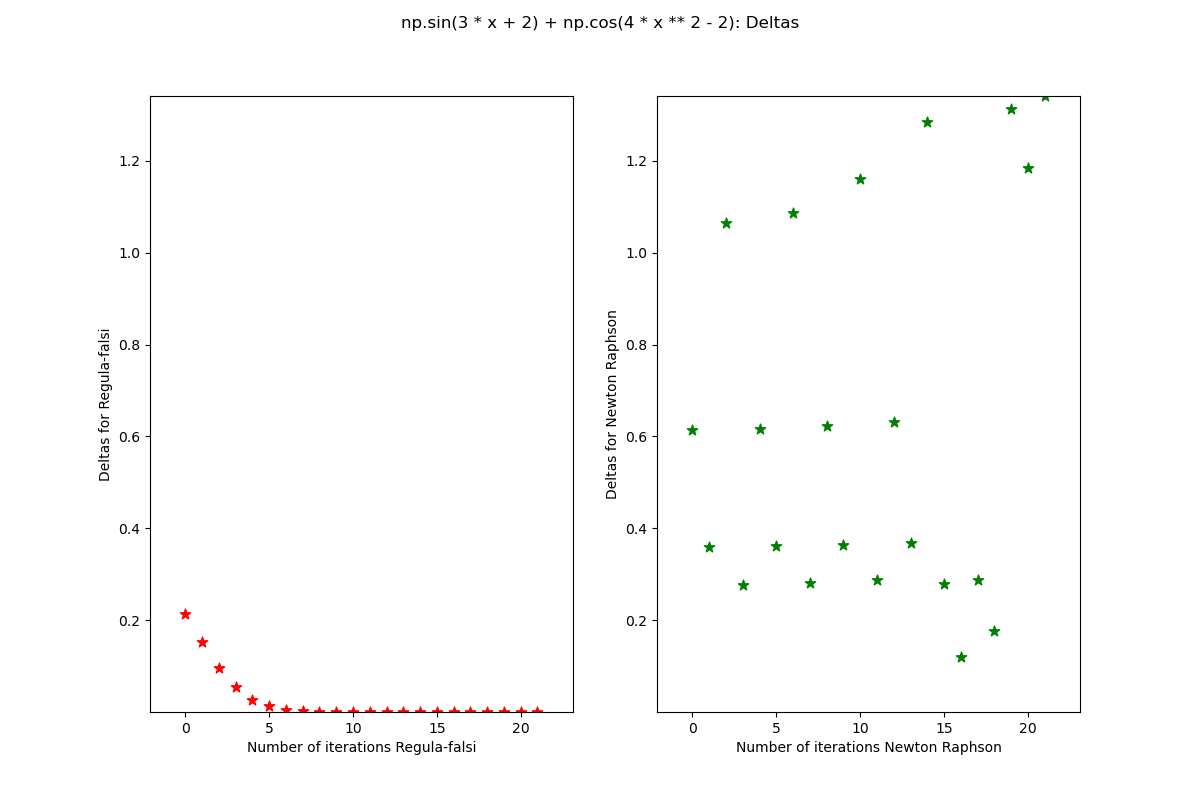 np.sin(3 * x + 2) + np.cos(4 * x ** 2 - 2): Deltas
Deltas for Regula-falsi
1.2
1.0
0.8
0.6
0.4
0.2
0 5 10 15 20
Number of iterations Regula-falsi
Deltas for Newton Raphson
1.2
1.0
0.8
0.6
0.4
0.2
0 5 10 15 20
Number of iterations Newton Raphson